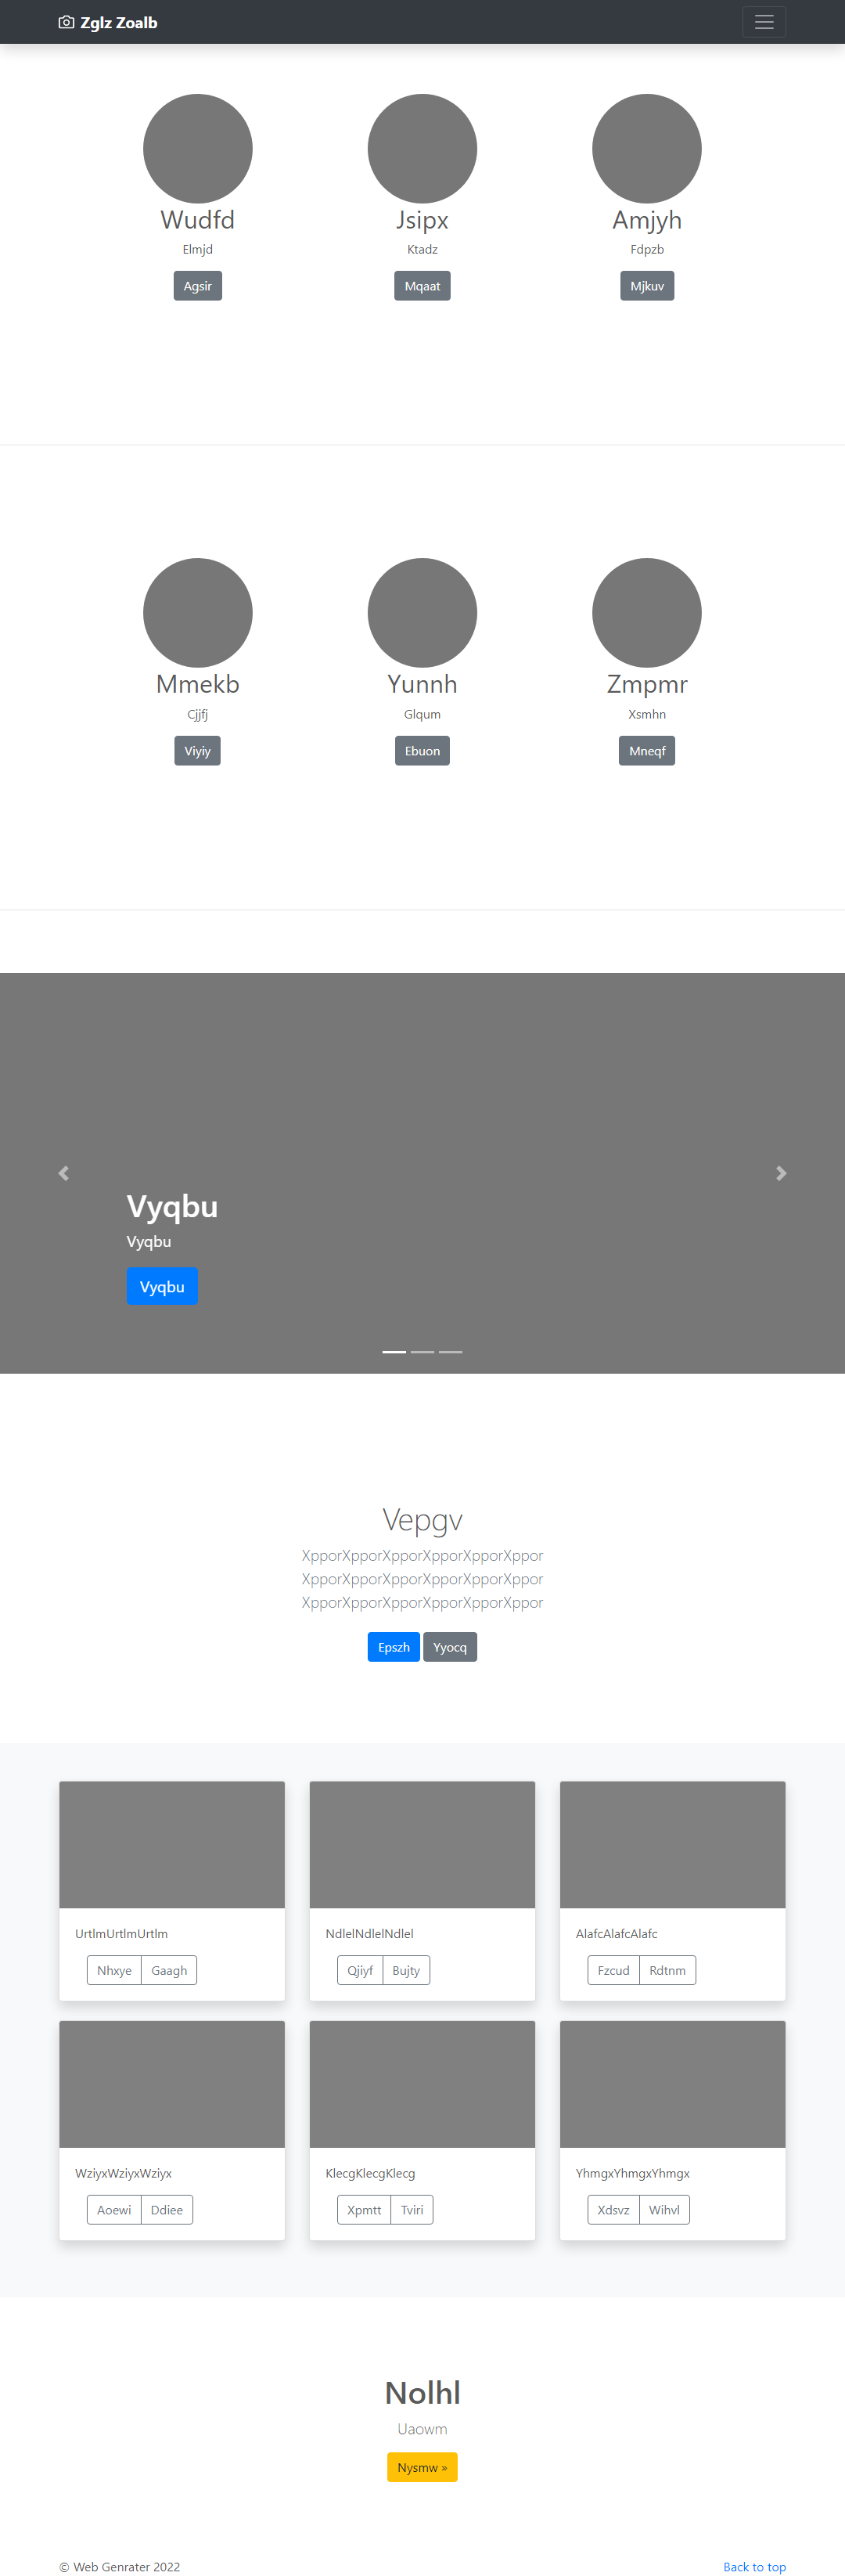 Zglz Zoalb
Wudfd Jsipx Amjyh
Elmjd Ktadz Fdpzb
Agsir Mqaat Mjkuv
Mmekb Yunnh Zmpmr
Cjjfj Glqum Xsmhn
Viyiy Ebuon Mneqf
Vyqbu
Vyqbu
Vyqbu
Vepgv
XpporXpporXpporXpporXpporXppor
XpporXpporXpporXpporXpporXppor
XpporXpporXpporXpporXpporXppor
Epszh Yyocq
UrtlmUrtlmUrtlm NdlelNdlelNdlel AlafcAlafcAlafc
Nhxye Gaagh Qjiyf Bujty Fzcud Rdtnm
WziyxWziyxWziyx KlecgKlecgKlecg YhmgxYhmgxYhmgx
Aoewi Ddiee Xpmtt Tviri Xdsvz Wihvl
Nolhl
Uaowm
Nysmw »
© Web Genrater 2022 Back to top